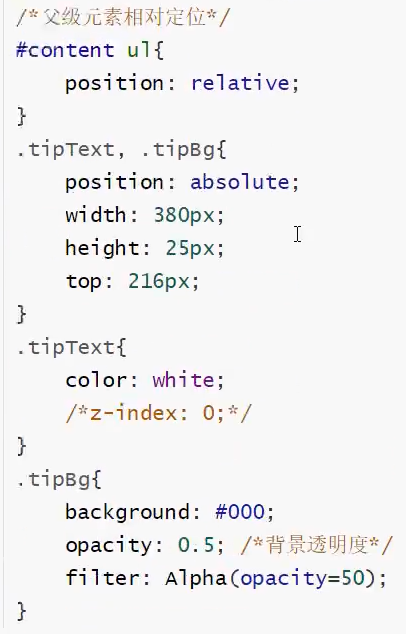 /*父级元素相对定位*/
#content ul{
    position: relative;
}
.tipText, .tipBg{
    position: absolute;
    width: 380px;
    height: 25px;
    top: 216px;
}
.tipText{
    color: white;
    /*z-index: 0;*/
}
.tipBg{
    background: #000;
    opacity: 0.5; /*背景透明度*/
    filter: Alpha(opacity=50);
}